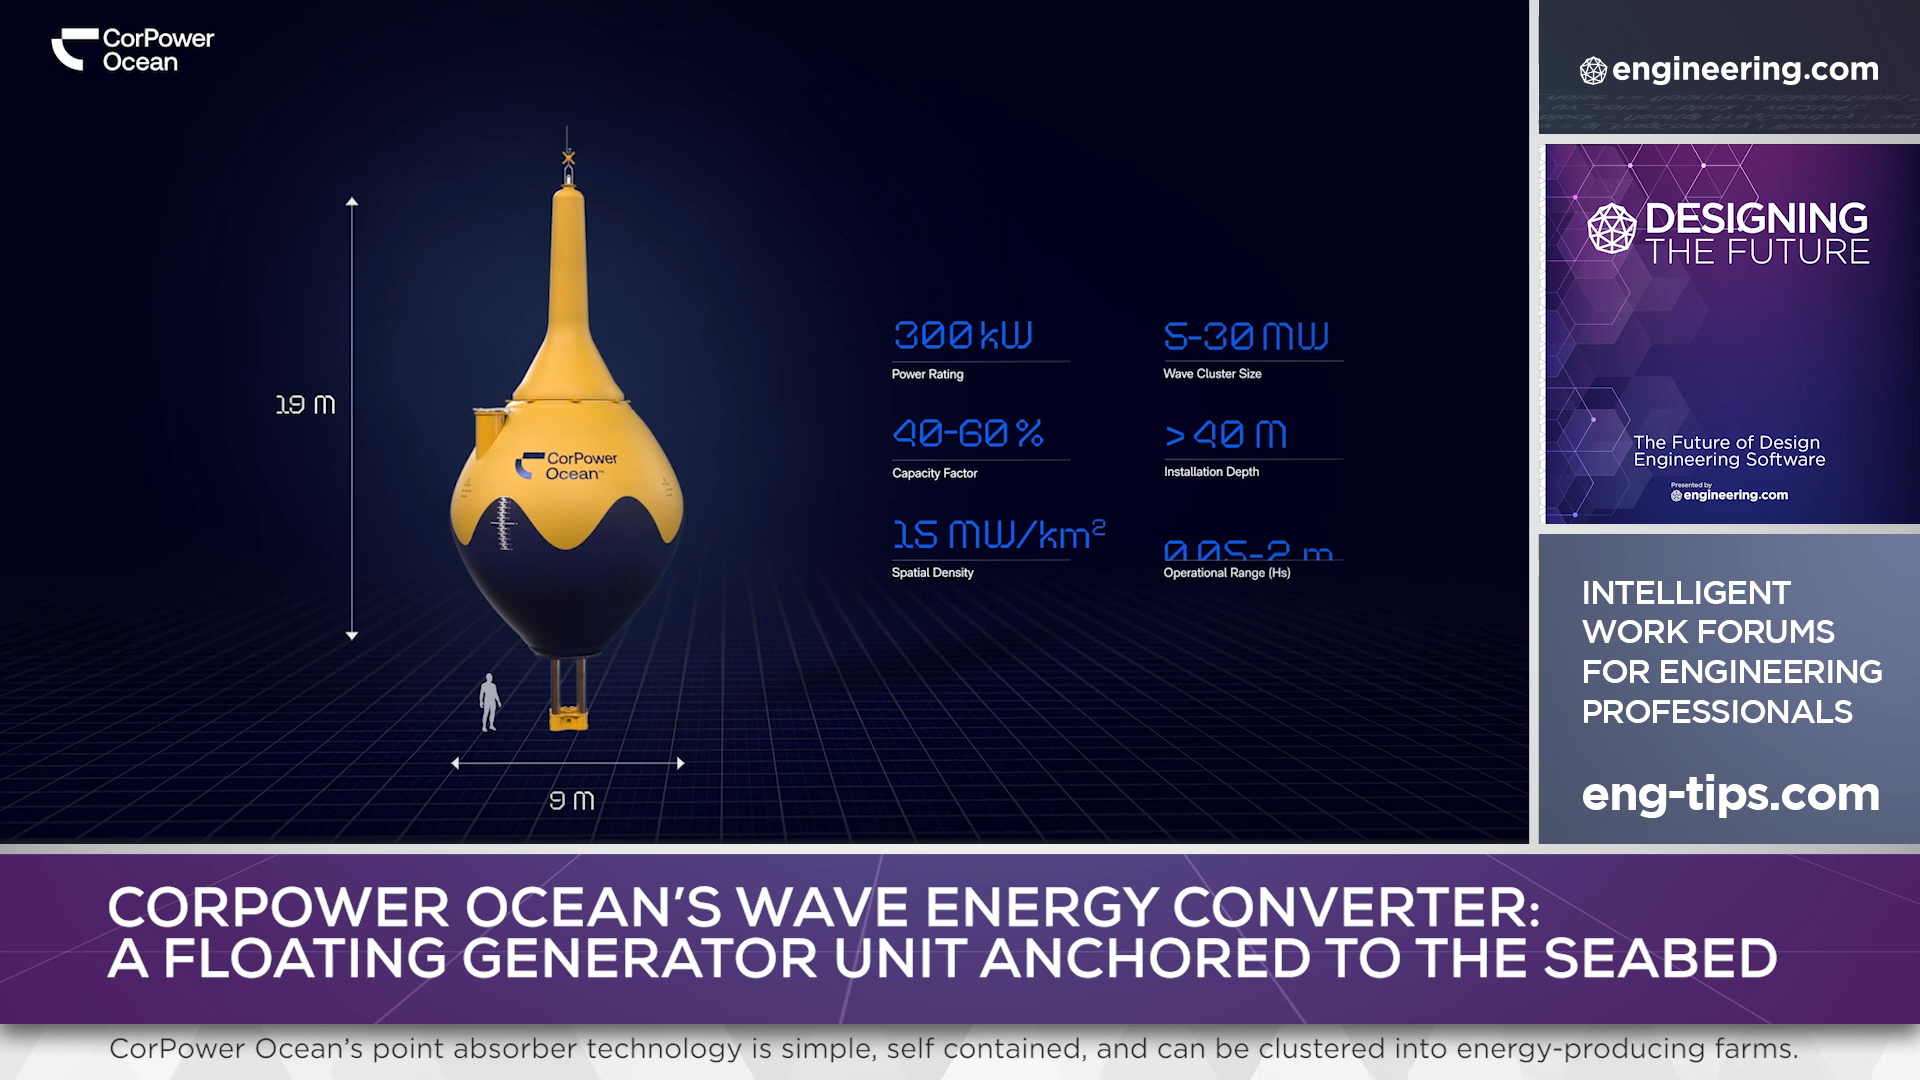 CorPower
Ocean
19 M
CorPower
Ocean™
9 M
300 kW
Power Rating
5-30 MW
Wave Cluster Size
40-60 %
Capacity Factor
> 40 M
Installation Depth
15 MW/km²
Spatial Density
0.05-2 m
Operational Range (Hs)
engineering.com
DESIGNING
THE FUTURE
The Future of Design
Engineering Software
Presented by
engineering.com
INTELLIGENT
WORK FORUMS
FOR ENGINEERING
PROFESSIONALS
eng-tips.com
CORPOWER OCEAN'S WAVE ENERGY CONVERTER:
A FLOATING GENERATOR UNIT ANCHORED TO THE SEABED
CorPower Ocean's point absorber technology is simple, self contained, and can be clustered into energy-producing farms.